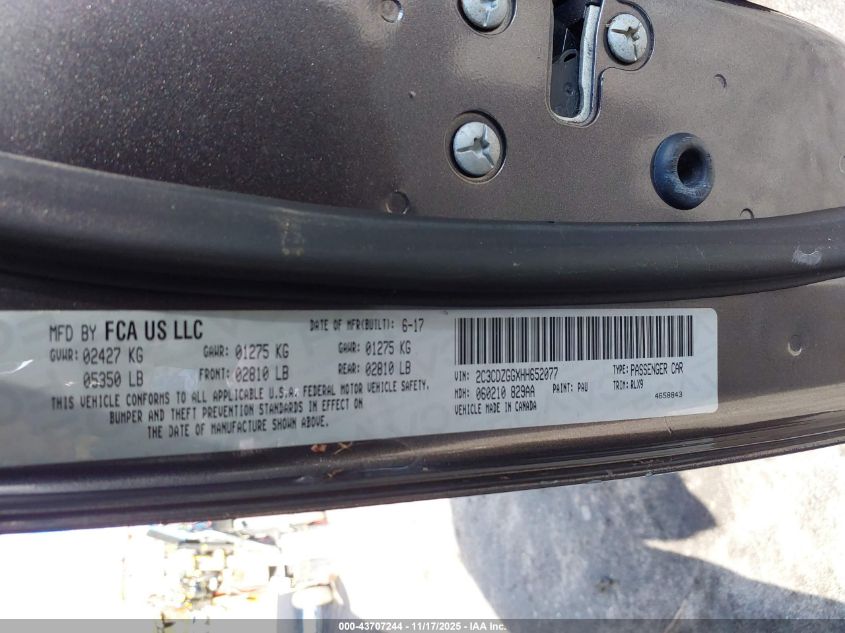 MFD BY FCA US LLC DATE OF MFR(BUILT): 6-17
GVWR: 02427 KG GAWR: 01275 KG GAWR: 01275 KG
05350 LB FRONT: 02810 LB REAR: 02810 LB
THIS VEHICLE CONFORMS TO ALL APPLICABLE U.S.A. FEDERAL MOTOR VEHICLE SAFETY,
BUMPER AND THEFT PREVENTION STANDARDS IN EFFECT ON
THE DATE OF MANUFACTURE SHOWN ABOVE.
VIN: 2C3CDZGGXHH652077 TYPE: PASSENGER CAR
MDH: 060210 829AA PAINT: PAU TRIM: RLX9
VEHICLE MADE IN CANADA 4658843
000-43707244 - 11/17/2025 - IAA Inc.